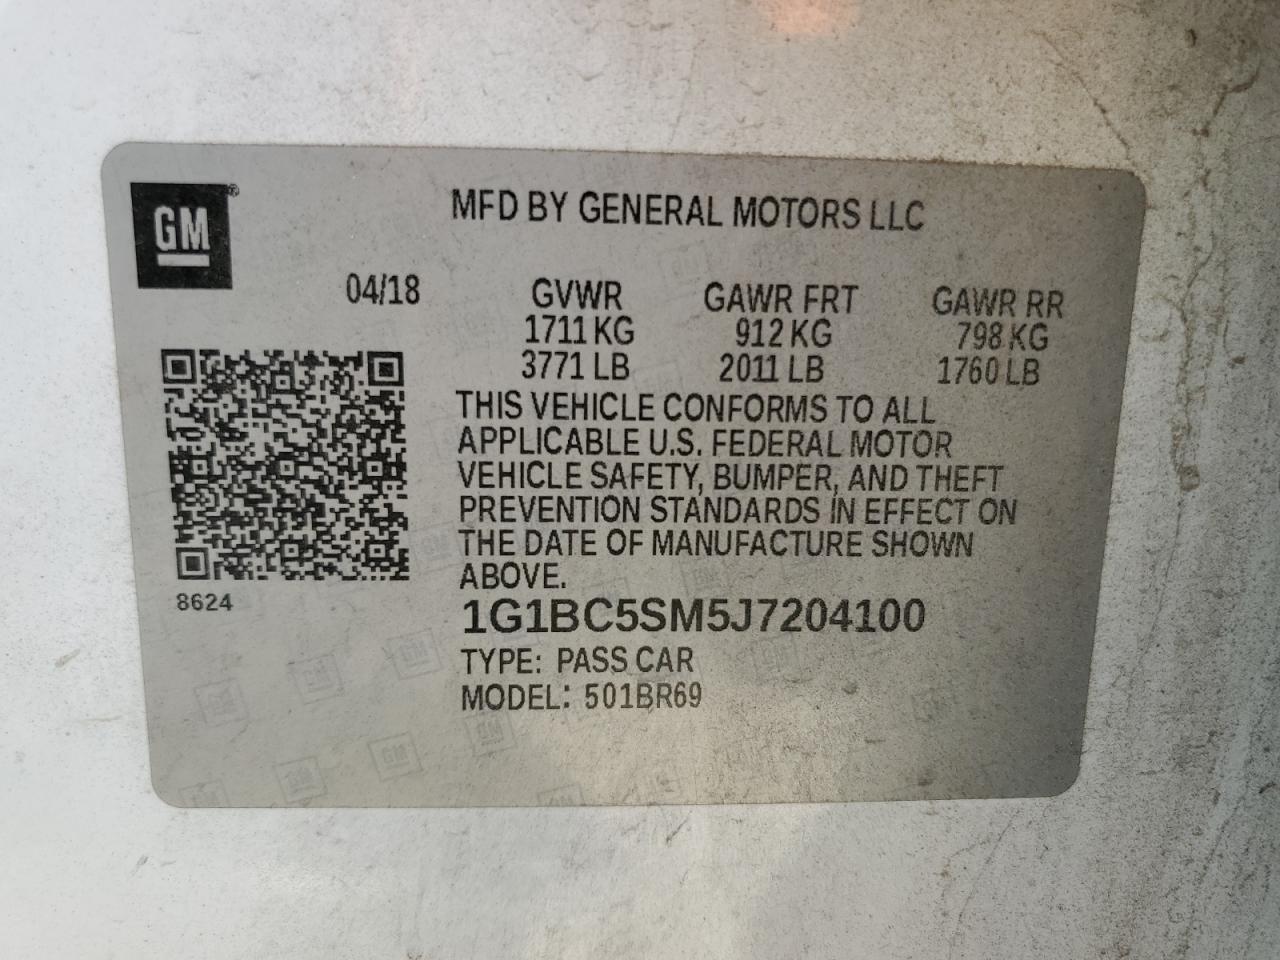 GM®
MFD BY GENERAL MOTORS LLC
04/18 GVWR GAWR FRT GAWR RR
1711 KG 912 KG 798 KG
3771 LB 2011 LB 1760 LB
THIS VEHICLE CONFORMS TO ALL
APPLICABLE U.S. FEDERAL MOTOR
VEHICLE SAFETY, BUMPER, AND THEFT
PREVENTION STANDARDS IN EFFECT ON
THE DATE OF MANUFACTURE SHOWN
ABOVE.
8624
1G1BC5SM5J7204100
TYPE: PASS CAR
MODEL: 501BR69